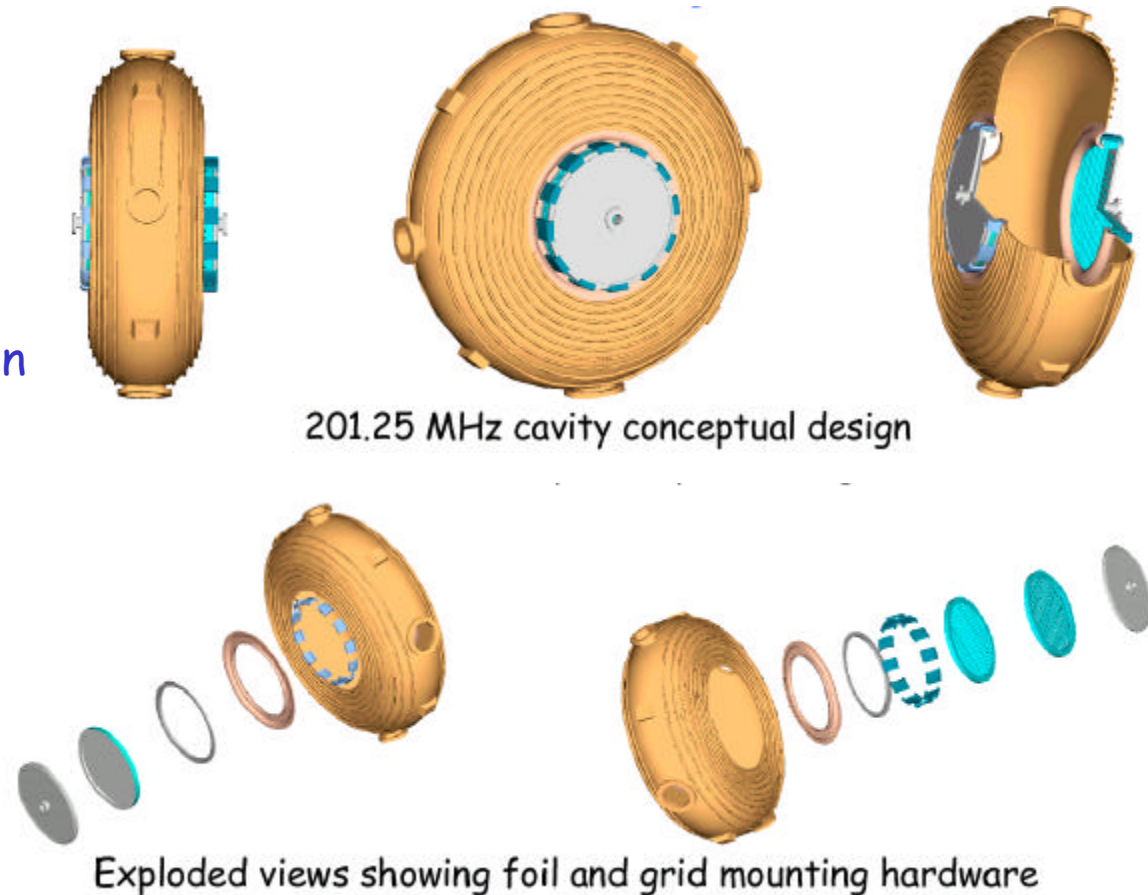 n
201.25 MHz cavity conceptual design
Exploded views showing foil and grid mounting hardware